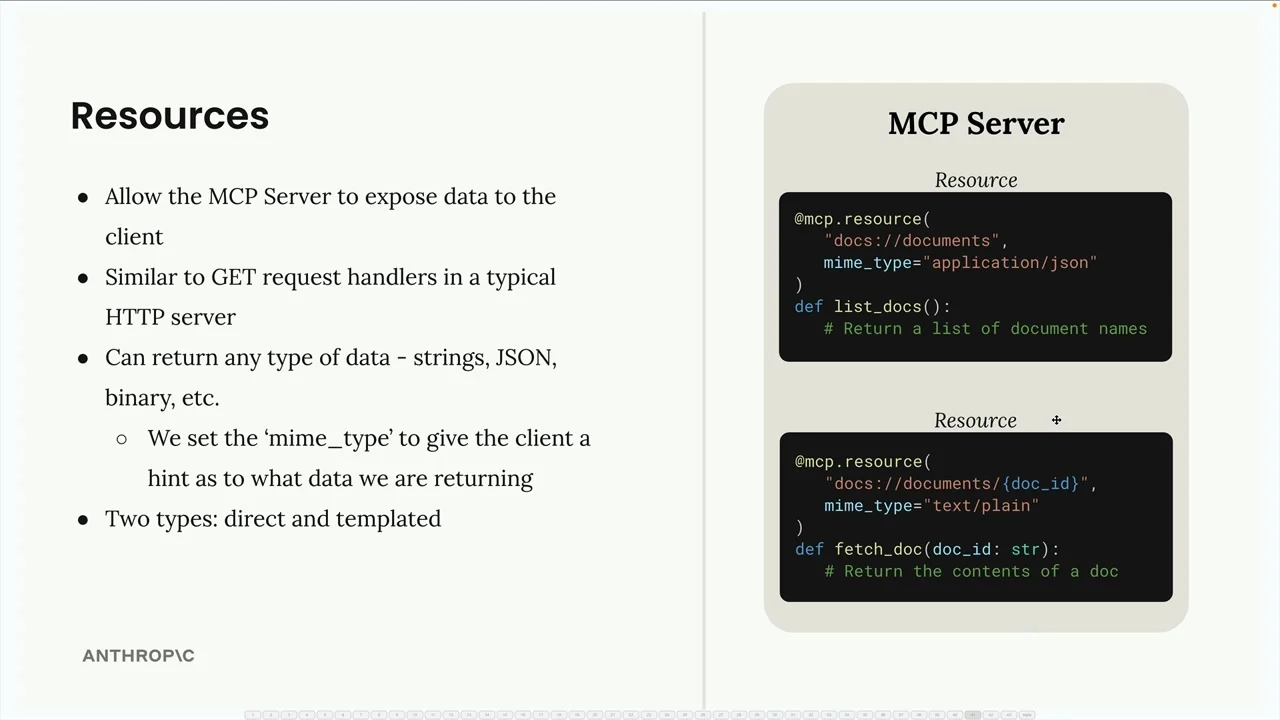 Resources
● Allow the MCP Server to expose data to the
client
● Similar to GET request handlers in a typical
HTTP server
● Can return any type of data - strings, JSON,
binary, etc.
○ We set the ‘mime_type’ to give the client a
hint as to what data we are returning
● Two types: direct and templated
ANTHROP\C
MCP Server
Resource
@mcp.resource(
"docs://documents",
mime_type="application/json"
)
def list_docs():
# Return a list of document names
Resource
@mcp.resource(
"docs://documents/{doc_id}",
mime_type="text/plain"
)
def fetch_doc(doc_id: str):
# Return the contents of a doc